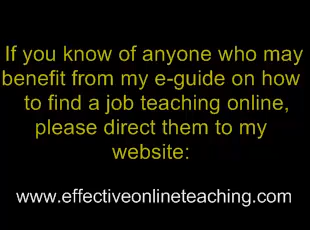 If you know of anyone who may
benefit from my e-guide on how
to find a job teaching online,
please direct them to my
website:
www.effectiveonlineteaching.com